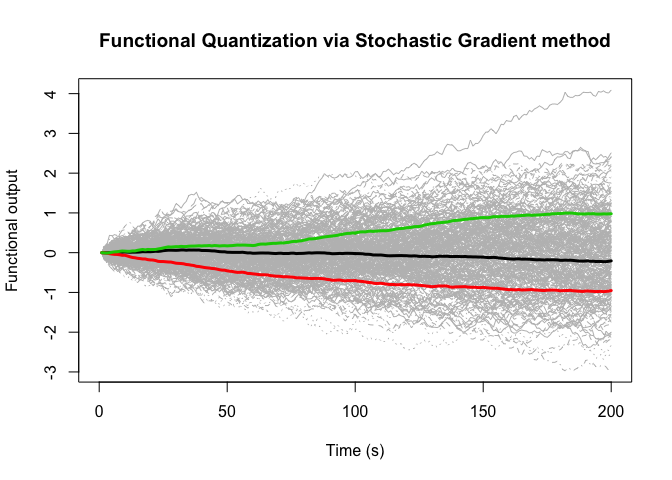 Functional Quantization via Stochastic Gradient method
4
3
2
1
0
-1
-2
-3
Functional output
0 50 100 150 200
Time (s)